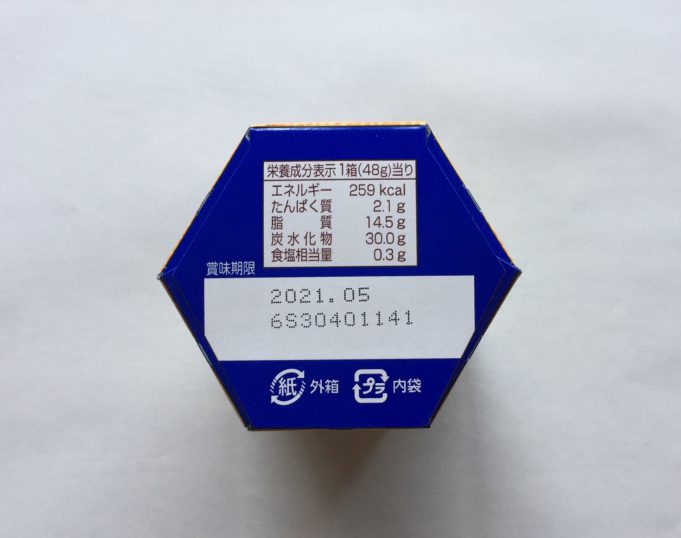 栄養成分表示 1箱(48g)当り
エネルギー 259 kcal
たんぱく質 2.1 g
脂質 14.5 g
炭水化物 30.0 g
食塩相当量 0.3 g
賞味期限
2021.05
6S30401141
紙 外箱 プラ 内袋